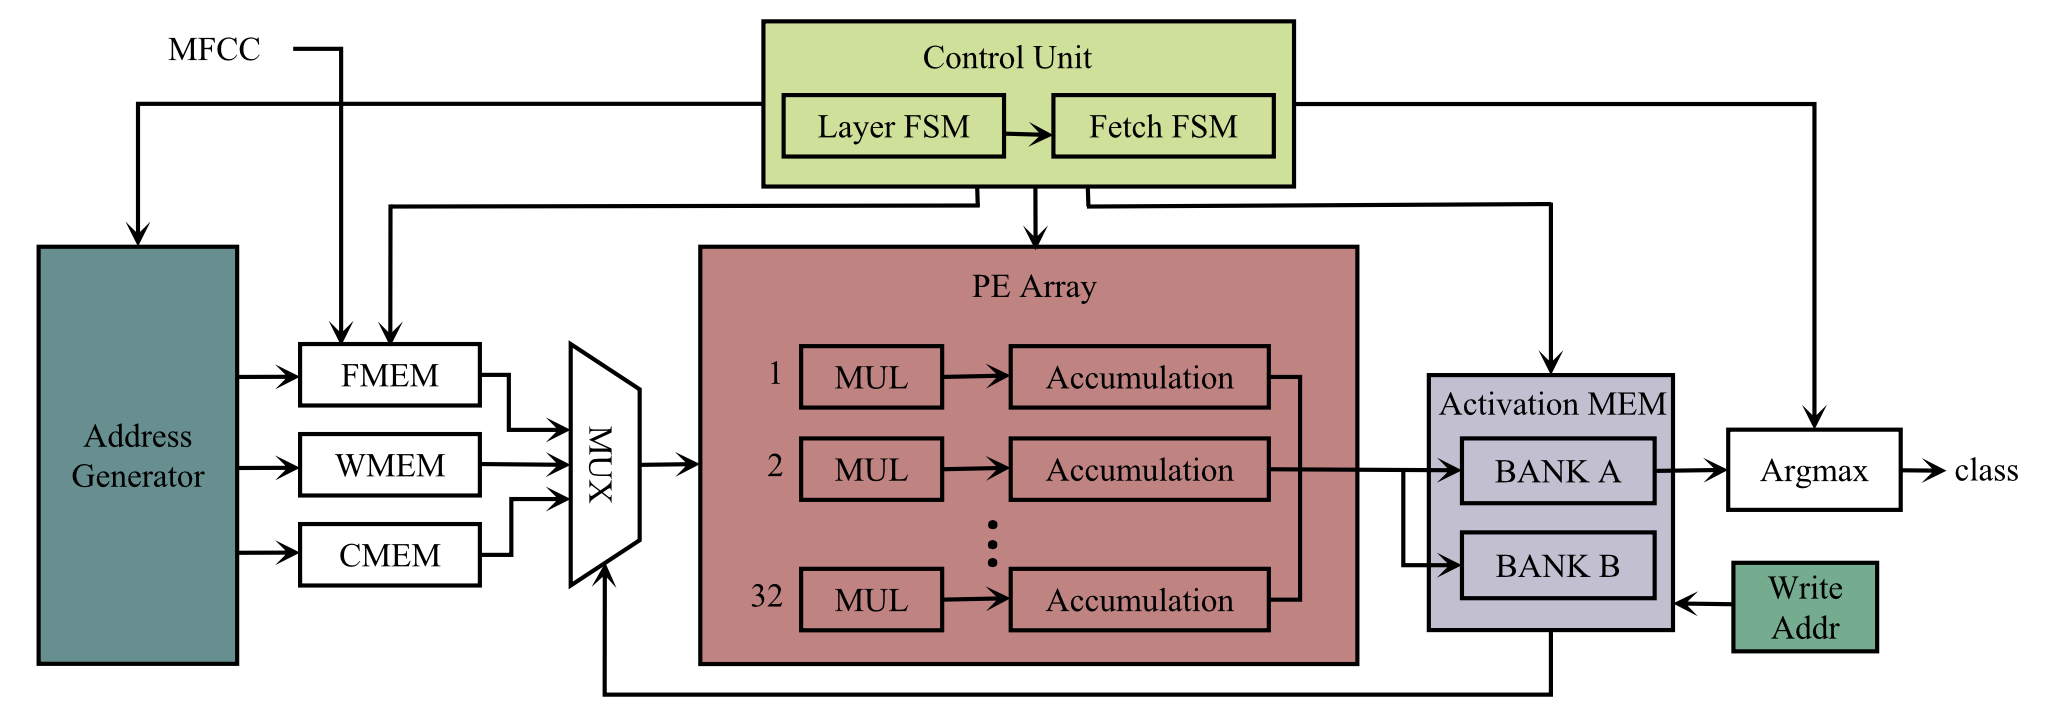 MFCC
Control Unit
Layer FSM
Fetch FSM
Address
Generator
FMEM
WMEM
CMEM
MUX
PE Array
1
MUL
Accumulation
2
MUL
Accumulation
32
MUL
Accumulation
Activation MEM
BANK A
BANK B
Argmax
class
Write
Addr